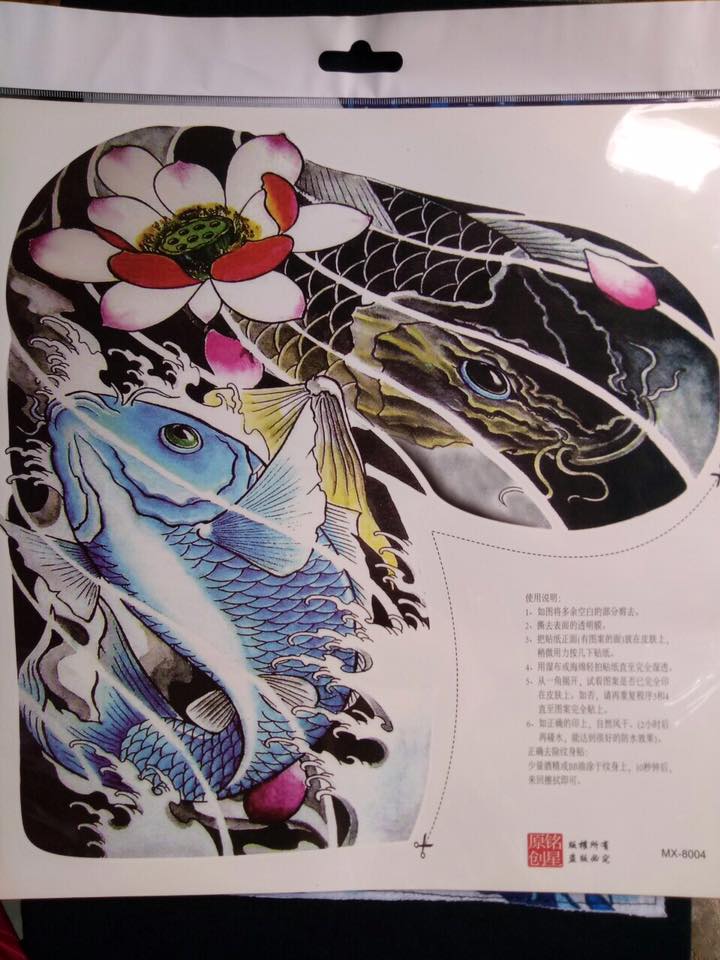 使用说明:
1、如图将多余空白的部分剪去。
2、撕去表面的透明膜。
3、把贴纸正面(有图案的面)放在皮肤上,
稍微用力按几下贴纸。
4、用湿布或海绵轻拍贴纸直至完全湿透。
5、从一角揭开,试看图案是否已完全印
在皮肤上。如否,请再重复程序3和4
直至图案完全贴上。
6、如正确的印上,自然风干。(2小时后
再碰水,能达到很好的防水效果)。
正确去除纹身贴:
少量酒精或BB油涂于纹身上,10秒钟后,
来回擦拭即可。
原创 铭星
版權所有
盗版必究
MX-8004